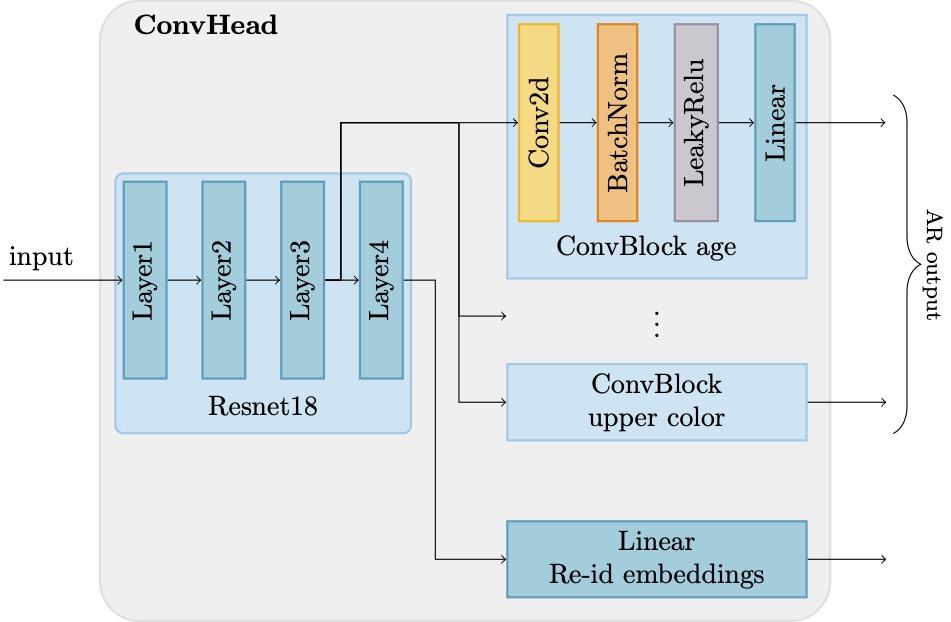 ConvHead
Conv2d
BatchNorm
LeakyRelu
Linear
ConvBlock age
input
Layer1
Layer2
Layer3
Layer4
Resnet18
⋮
ConvBlock
upper color
AR output
Linear
Re-id embeddings